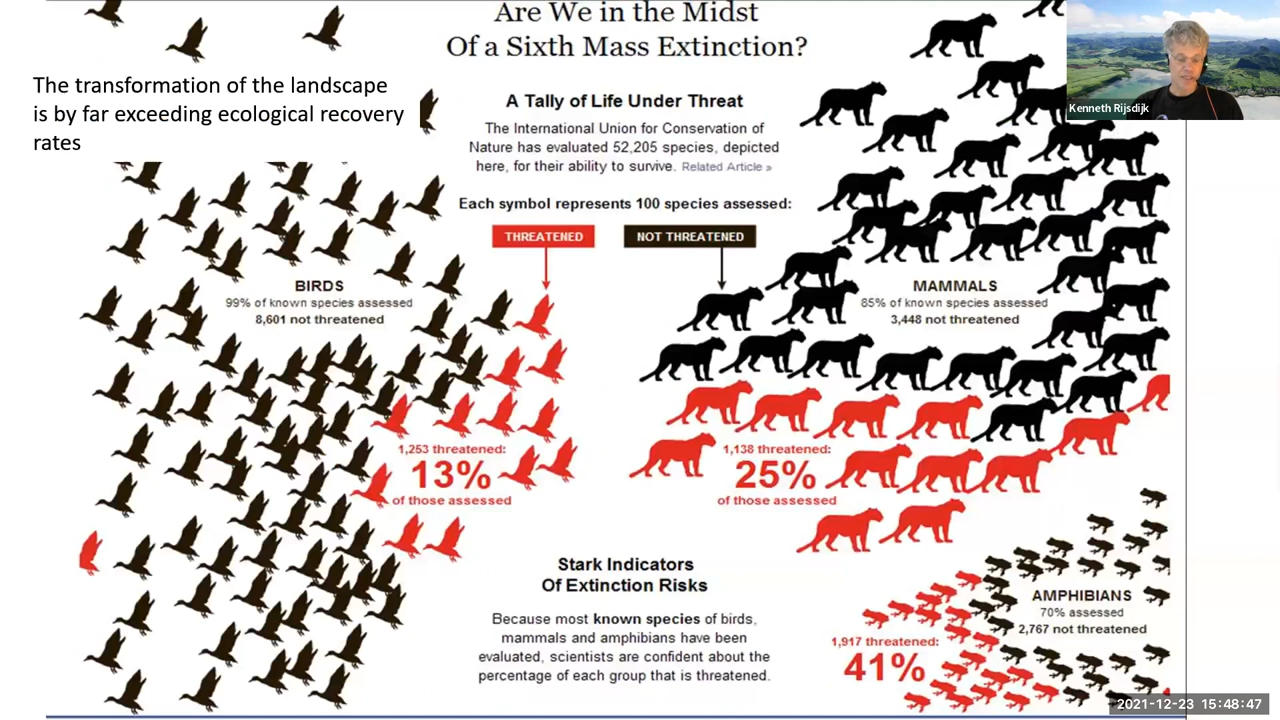 Are We in the Midst
Of a Sixth Mass Extinction?
The transformation of the landscape
is by far exceeding ecological recovery
rates
Kenneth Rijsdijk
A Tally of Life Under Threat
The International Union for Conservation of
Nature has evaluated 52,205 species, depicted
here, for their ability to survive. Related Article »
Each symbol represents 100 species assessed:
THREATENED
NOT THREATENED
BIRDS
99% of known species assessed
8,601 not threatened
MAMMALS
85% of known species assessed
3,448 not threatened
1,253 threatened:
13%
of those assessed
1,138 threatened:
25%
of those assessed
Stark Indicators
Of Extinction Risks
Because most known species of birds,
mammals and amphibians have been
evaluated, scientists are confident about the
percentage of each group that is threatened.
AMPHIBIANS
70% assessed
2,767 not threatened
1,917 threatened:
41%
2021-12-23 15:48:47